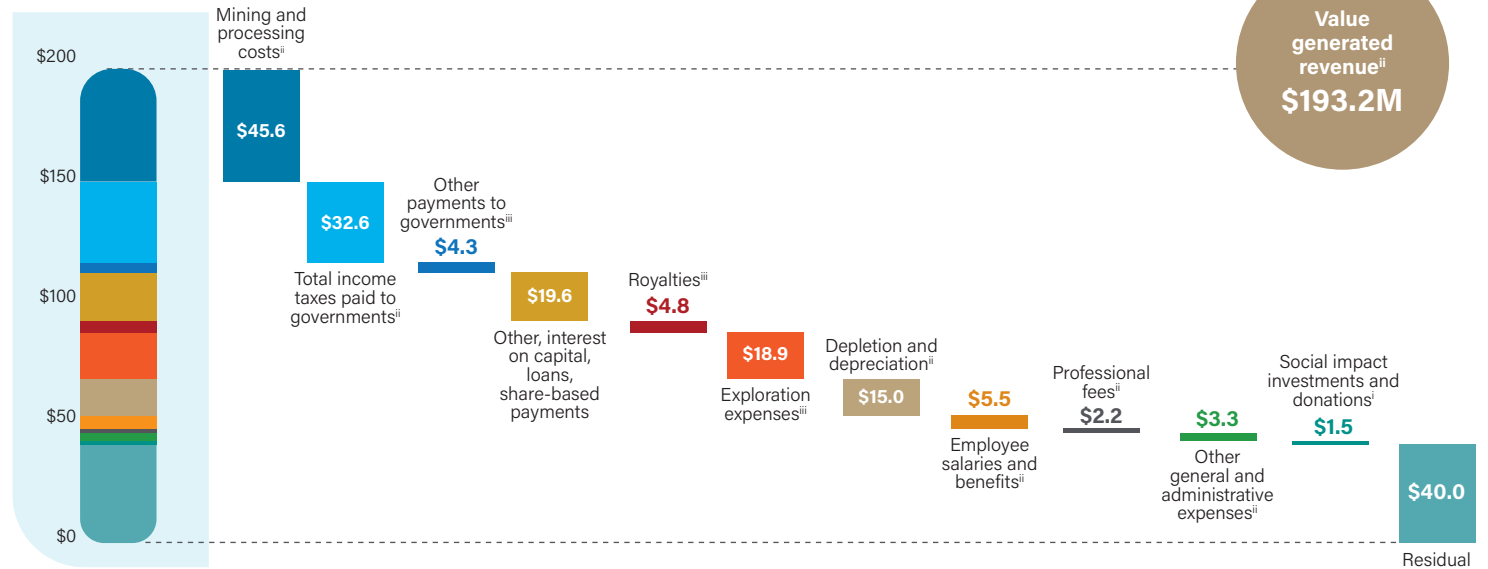 Value
generated
revenueⁱⁱ
$193.2M
$200
$150
$100
$50
$0
Mining and
processing
costsⁱⁱ
$45.6
$32.6
Total income
taxes paid to
governmentsⁱⁱ
Other
payments to
governmentsⁱⁱⁱ
$4.3
$19.6
Other, interest
on capital,
loans,
share-based
payments
Royaltiesⁱⁱⁱ
$4.8
$18.9
Exploration
expensesⁱⁱⁱ
Depletion and
depreciationⁱⁱ
$15.0
$5.5
Employee
salaries and
benefitsⁱⁱ
Professional
feesⁱⁱ
$2.2
$3.3
Other
general and
administrative
expensesⁱⁱ
Social impact
investments and
donationsⁱ
$1.5
$40.0
Residual